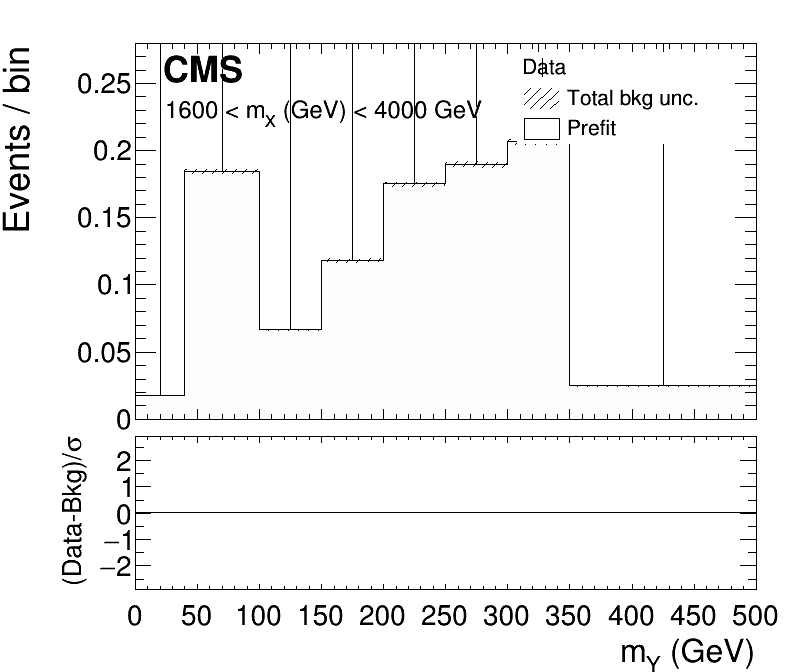 Events / bin
0.25
0.2
0.15
0.1
0.05
0
CMS
1600 < mX (GeV) < 4000 GeV
Data
Total bkg unc.
Prefit
(Data-Bkg)/σ
2
1
0
−1
−2
0 50 100 150 200 250 300 350 400 450 500
mY (GeV)